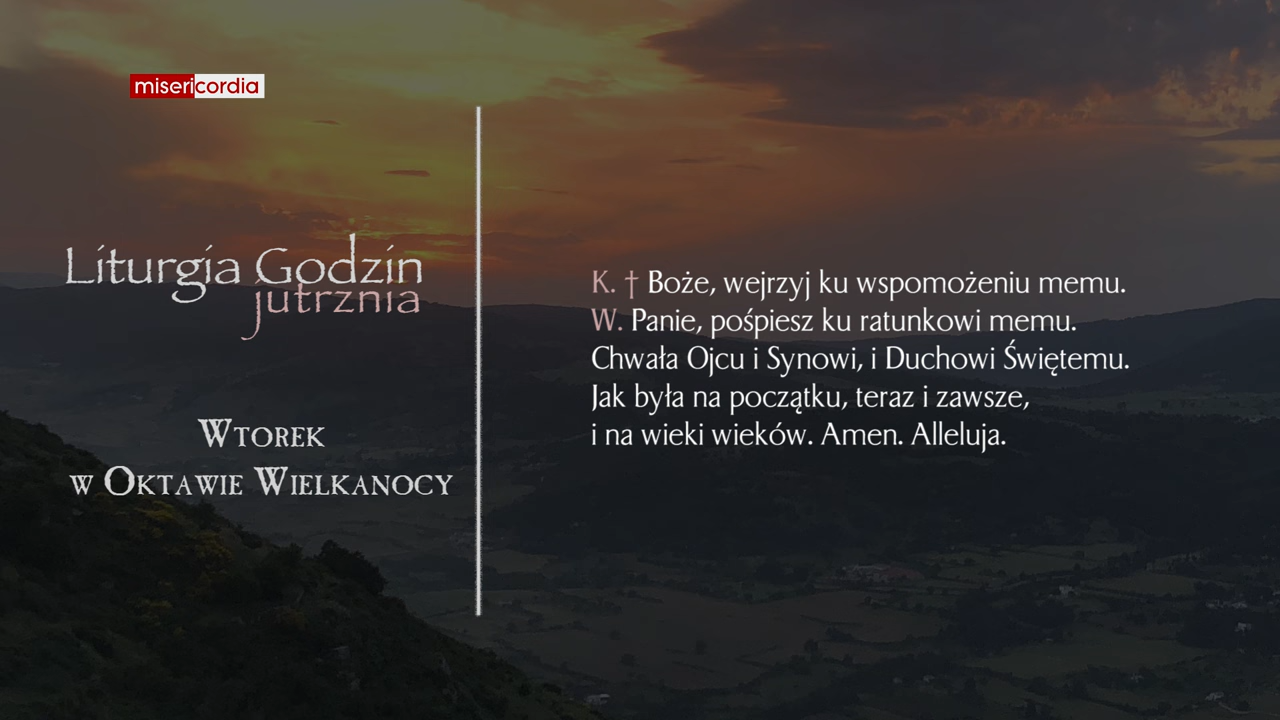 misericordia
Liturgia Godzin
jutrznia
Wtorek
w Oktawie Wielkanocy
K. † Boże, wejrzyj ku wspomożeniu memu.
W. Panie, pośpiesz ku ratunkowi memu.
Chwała Ojcu i Synowi, i Duchowi Świętemu.
Jak była na początku, teraz i zawsze,
i na wieki wieków. Amen. Alleluja.